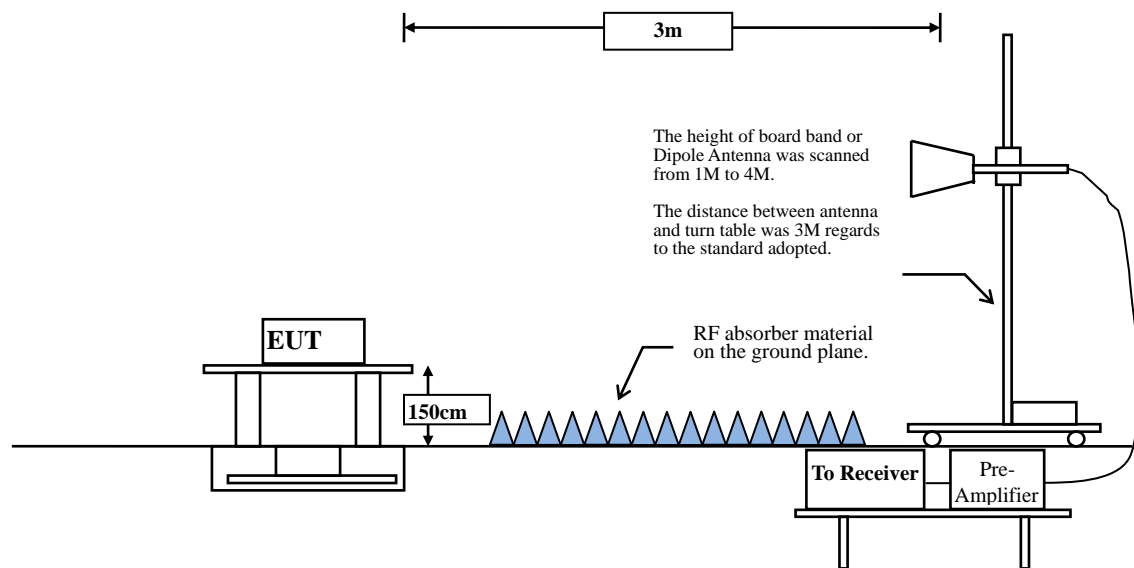 3m
The height of board band or
Dipole Antenna was scanned
from 1M to 4M.
The distance between antenna
and turn table was 3M regards
to the standard adopted.
RF absorber material
on the ground plane.
EUT
150cm
To Receiver
Pre-
Amplifier